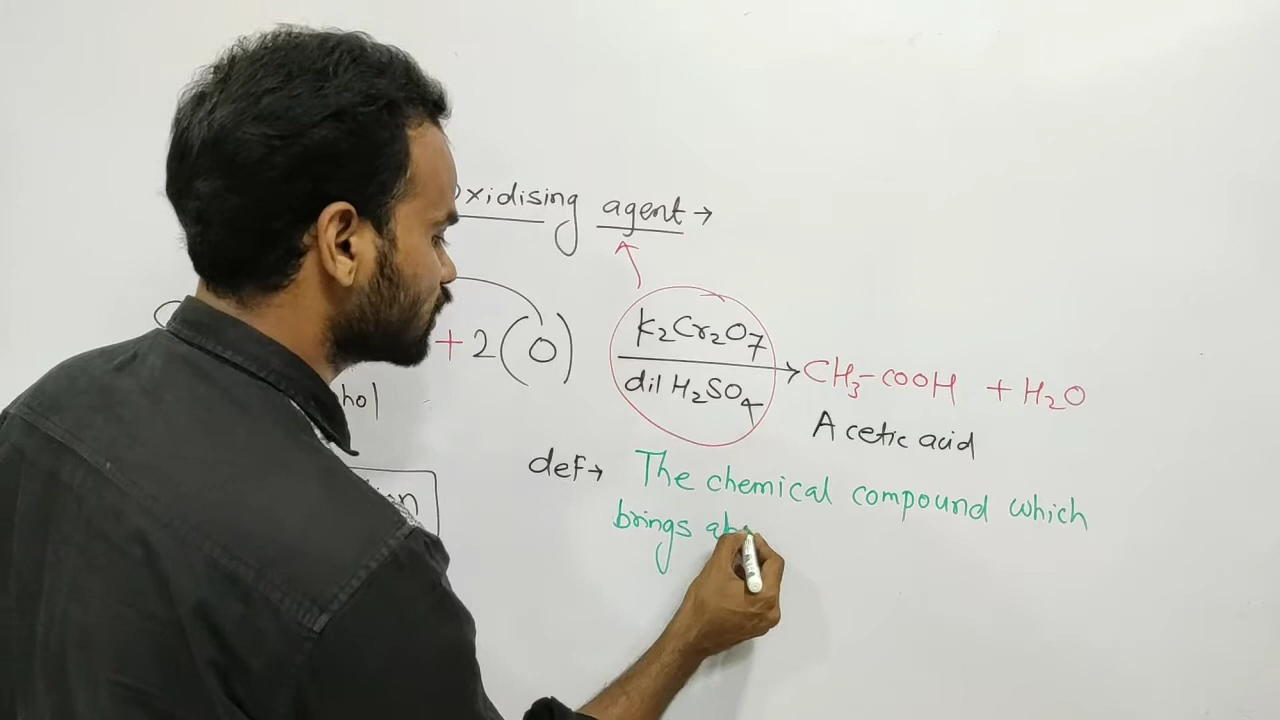 xidising agent →
+ 2(O) K₂Cr₂O₇ → CH₃-COOH + H₂O
dil H₂SO₄
hol Acetic acid
def→ The chemical compound which
brings